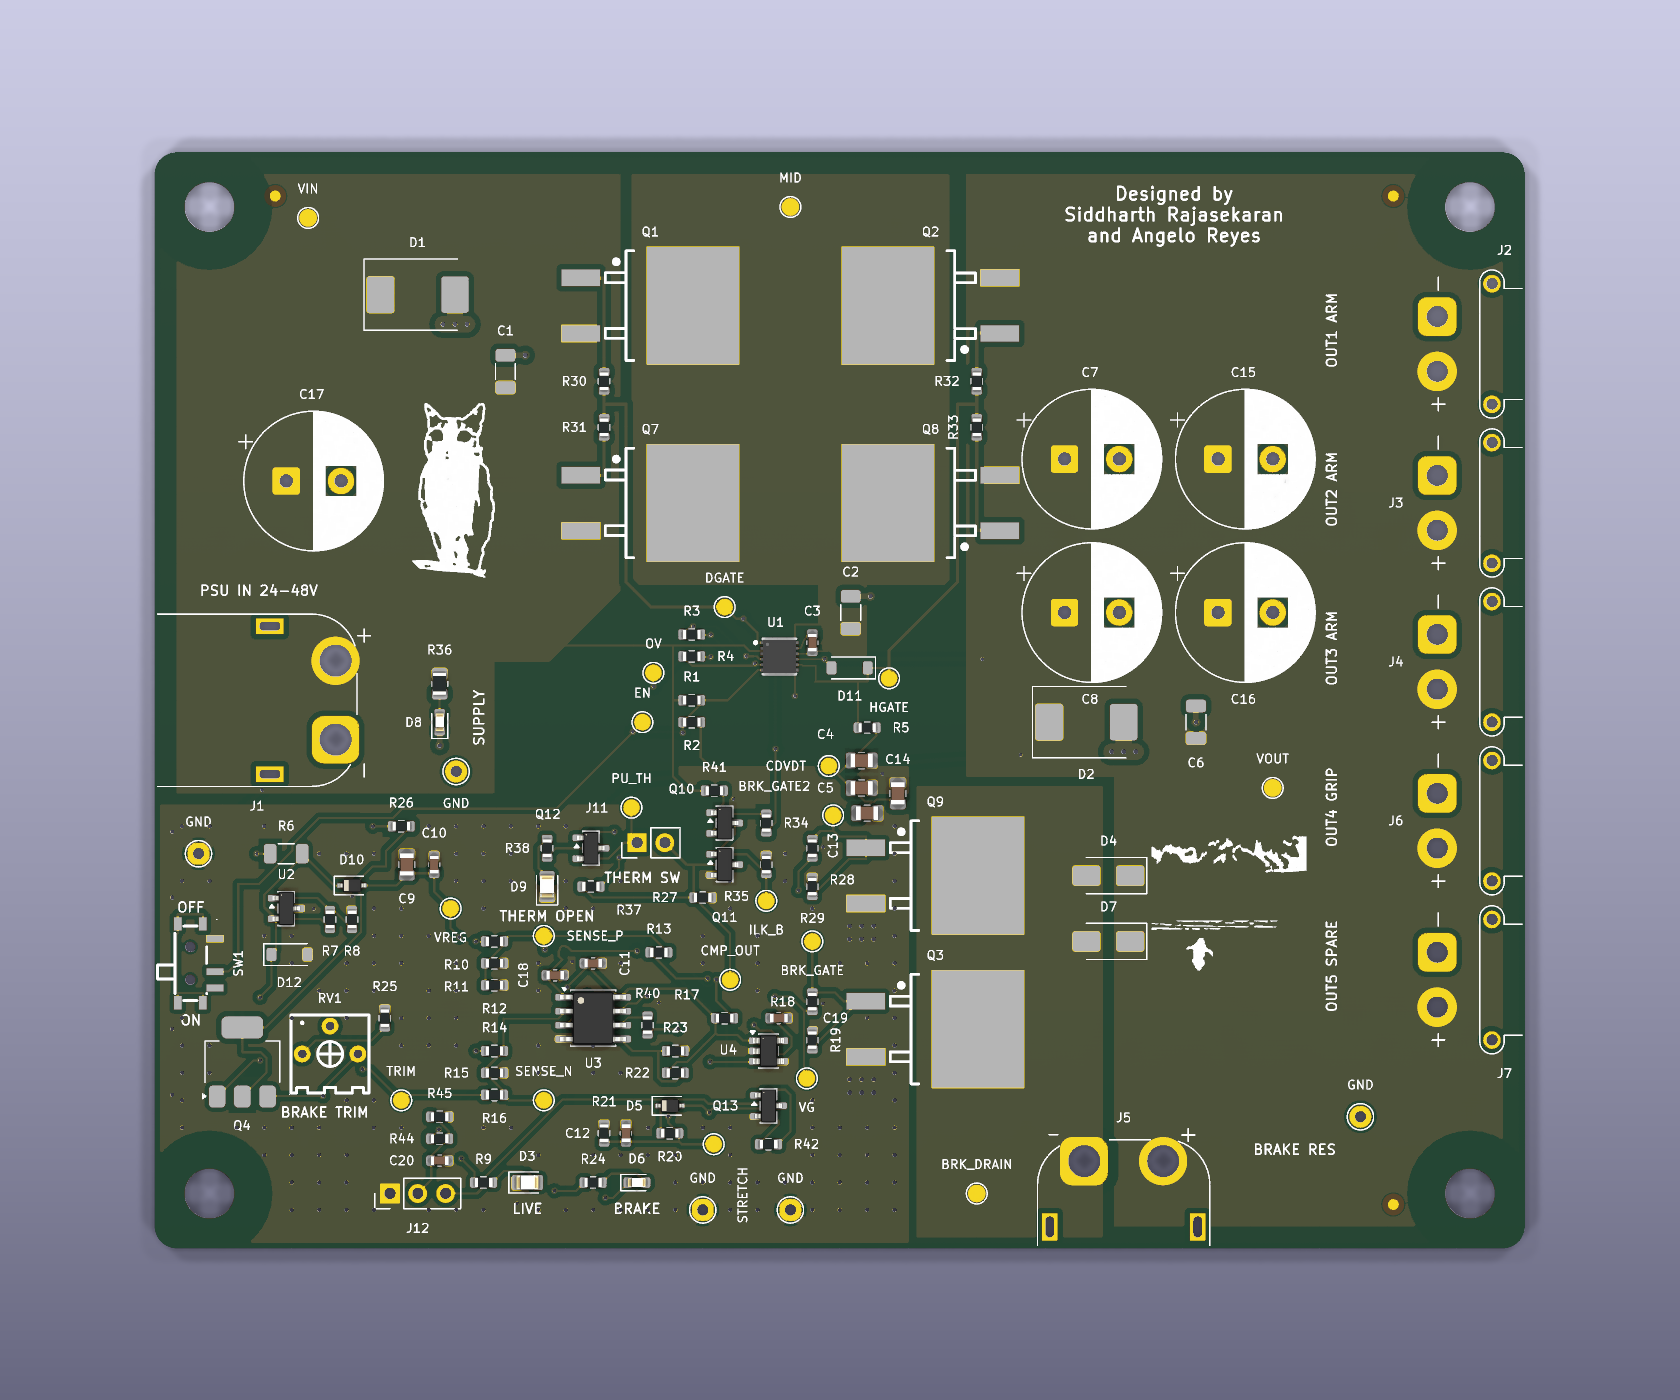 VIN
MID
Designed by
Siddharth Rajasekaran
and Angelo Reyes
Q1
Q2
D1
J2
OUT1 ARM
C1
R30
R32
C7
C15
C17
+
+
+
+
R31
Q7
Q8
R33
OUT2 ARM
J3
+
PSU IN 24-48V
DGATE
C2
+
+
R3
C3
U1
+
OV
R4
R36
R1
EN
D11
OUT3 ARM
J4
C8
C16
HGATE
D8
SUPPLY
R2
R5
C4
+
CDVDT
C14
VOUT
C6
D2
PU_TH
R41
BRK_GATE2
C5
Q10
J1
GND
R26
J11
Q9
OUT4 GRIP
J6
GND
R6
C10
Q12
R34
C13
R38
D4
U2
D10
THERM SW
R28
D9
R27
R35
+
C9
OFF
THERM OPEN
R37
Q11
R29
D7
ILK_B
VREG
SENSE_P
R13
CMP_OUT
R7
R8
SW1
R10
C11
Q3
OUT5 SPARE
D12
R11
C18
BRK_GATE
RV1
R25
R12
R40
R17
R18
ON
R14
R23
C19
R19
U4
+
U3
TRIM
R15
SENSE_N
R22
J7
R45
R21
D5
Q13
VG
GND
BRAKE TRIM
R16
J5
Q4
R44
C12
R42
-
+
BRAKE RES
C20
R9
D3
R24
D6
R20
BRK_DRAIN
GND
GND
STRETCH
LIVE
BRAKE
J12